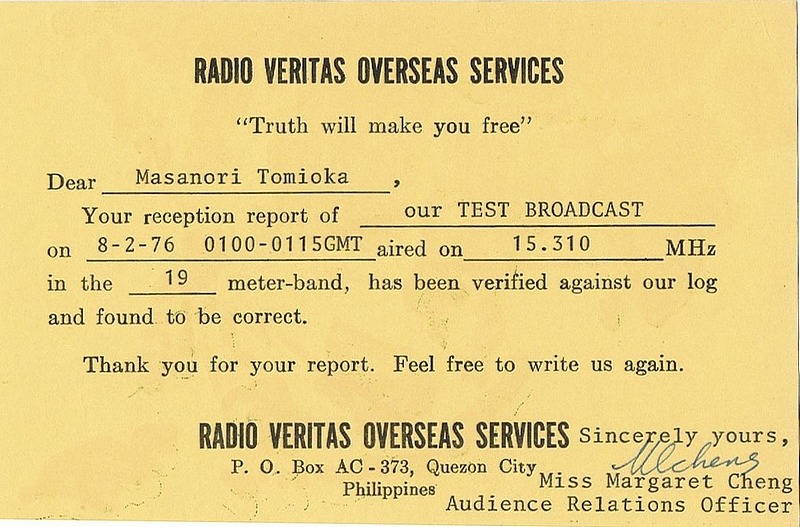 RADIO VERITAS OVERSEAS SERVICES
“Truth will make you free”
Dear Masanori Tomioka,
Your reception report of our TEST BROADCAST
on 8-2-76 0100-0115GMT aired on 15.310 MHz
in the 19 meter-band, has been verified against our log
and found to be correct.
Thank you for your report. Feel free to write us again.
RADIO VERITAS OVERSEAS SERVICES
P. O. Box AC - 373, Quezon City
Philippines
Sincerely yours,
MCheng
Miss Margaret Cheng
Audience Relations Officer